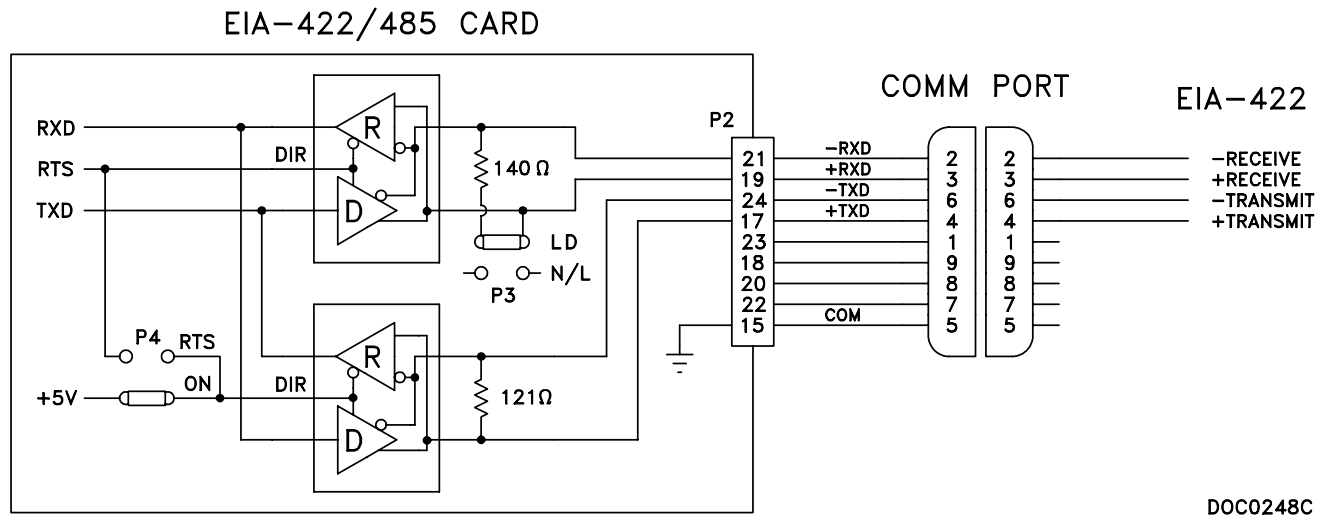 EIA-422/485 CARD
COMM PORT
EIA-422
P2
RXD
R
DIR
RTS
TXD
D
140Ω
LD
N/L
P3
21 -RXD 2 2 -RECEIVE
19 +RXD 3 3 +RECEIVE
24 -TXD 6 6 -TRANSMIT
17 +TXD 4 4 +TRANSMIT
23 1 1
18 9 9
20 8 8
22 7 7
15 COM 5 5
P4 RTS
R
+5V ON DIR
121Ω
D
DOC0248C